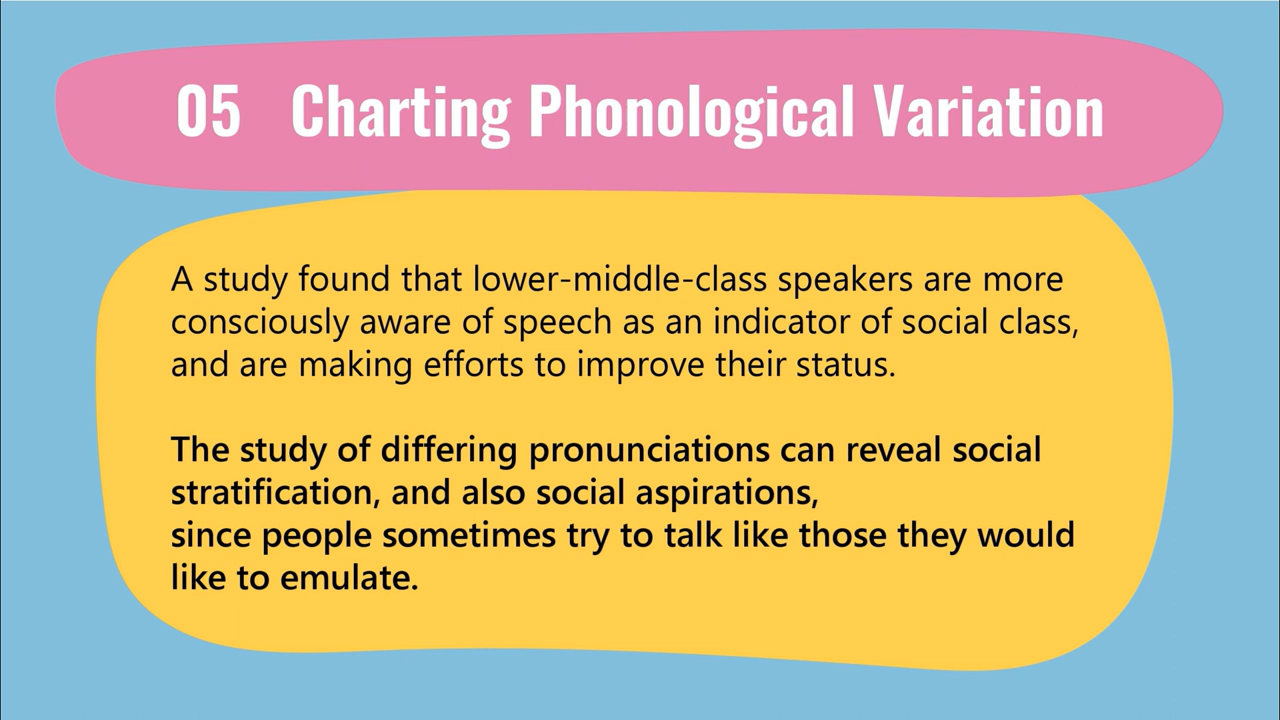 05 Charting Phonological Variation
A study found that lower-middle-class speakers are more
consciously aware of speech as an indicator of social class,
and are making efforts to improve their status.
The study of differing pronunciations can reveal social
stratification, and also social aspirations,
since people sometimes try to talk like those they would
like to emulate.